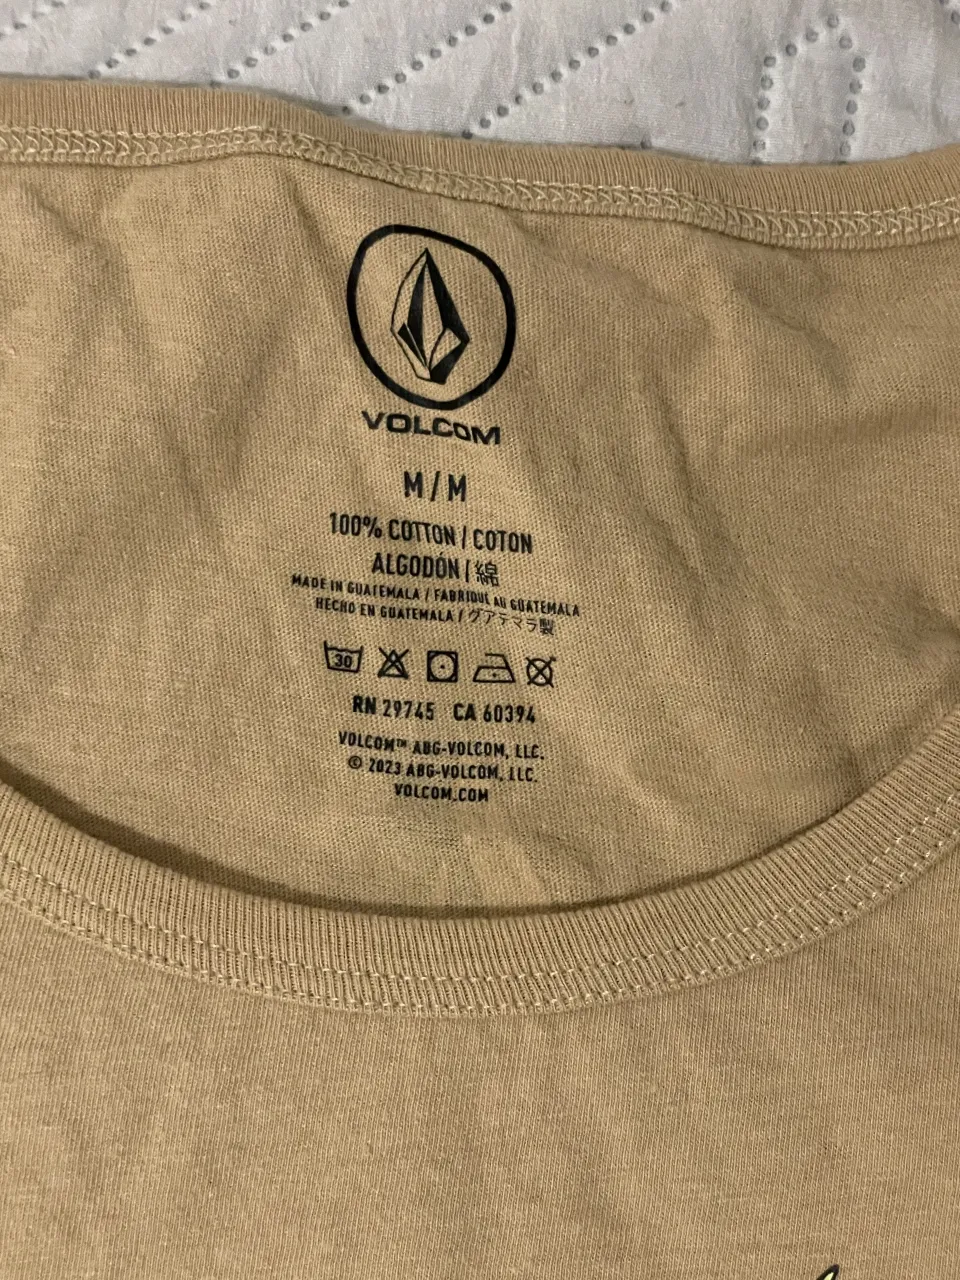 VOLCOM
M / M
100% COTTON / COTON
ALGODÓN / 綿
MADE IN GUATEMALA / FABRIQUÉ AU GUATEMALA
HECHO EN GUATEMALA / グアテマラ製
30
RN 29745 CA 60394
VOLCOM™ ABG-VOLCOM, LLC.
© 2023 ABG-VOLCOM, LLC.
VOLCOM.COM